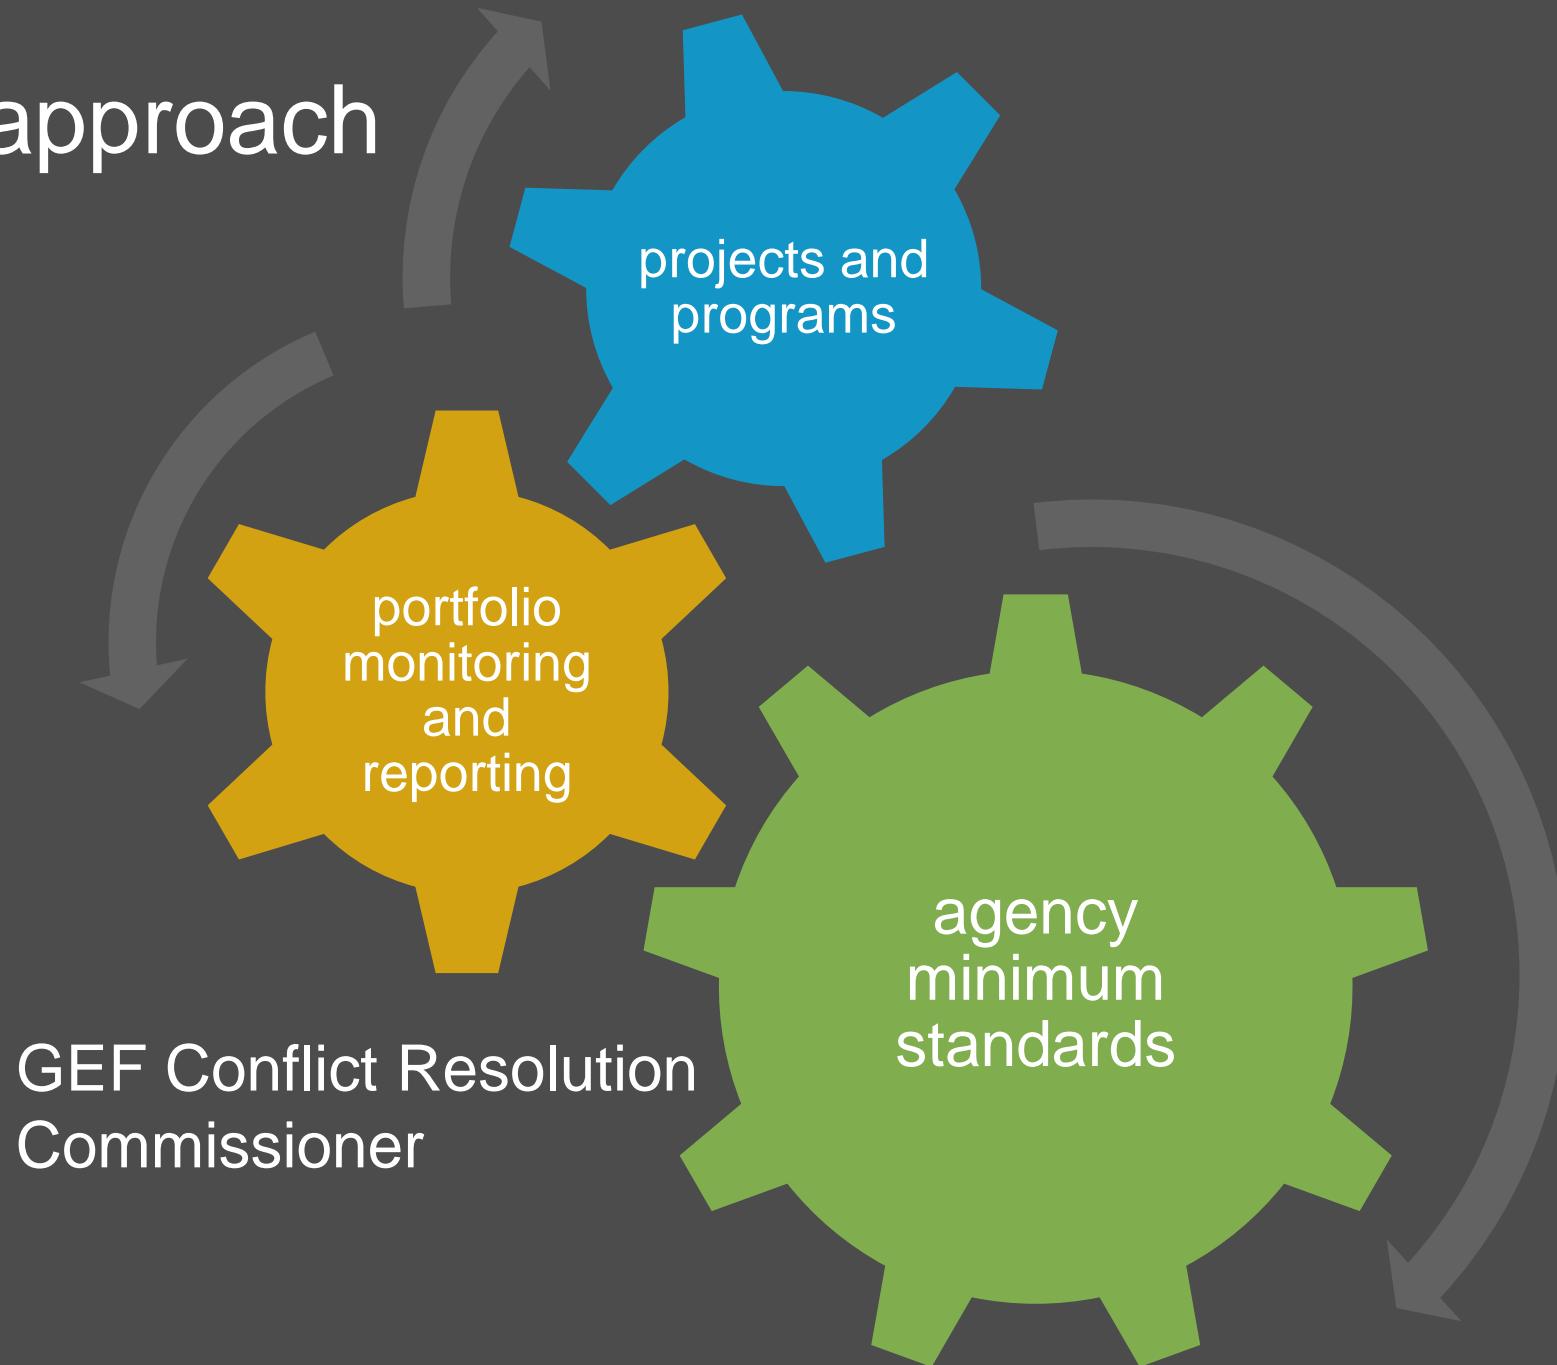 approach
projects and
programs
portfolio
monitoring
and
reporting
agency
minimum
standards
GEF Conflict Resolution
Commissioner